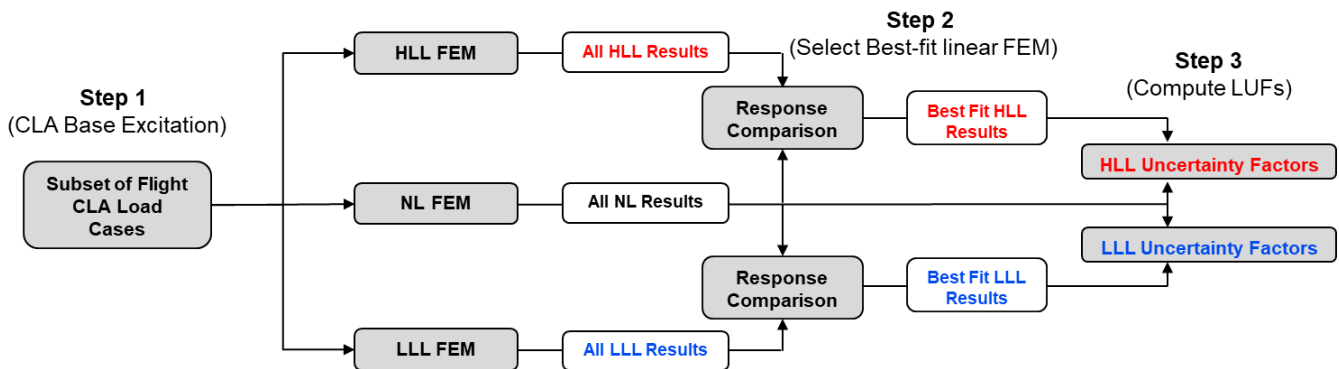 Step 1
(CLA Base Excitation)
Subset of Flight
CLA Load
Cases
HLL FEM
All HLL Results
NL FEM
All NL Results
LLL FEM
All LLL Results
Step 2
(Select Best-fit linear FEM)
Response
Comparison
Best Fit HLL
Results
Response
Comparison
Best Fit LLL
Results
Step 3
(Compute LUFs)
HLL Uncertainty Factors
LLL Uncertainty Factors